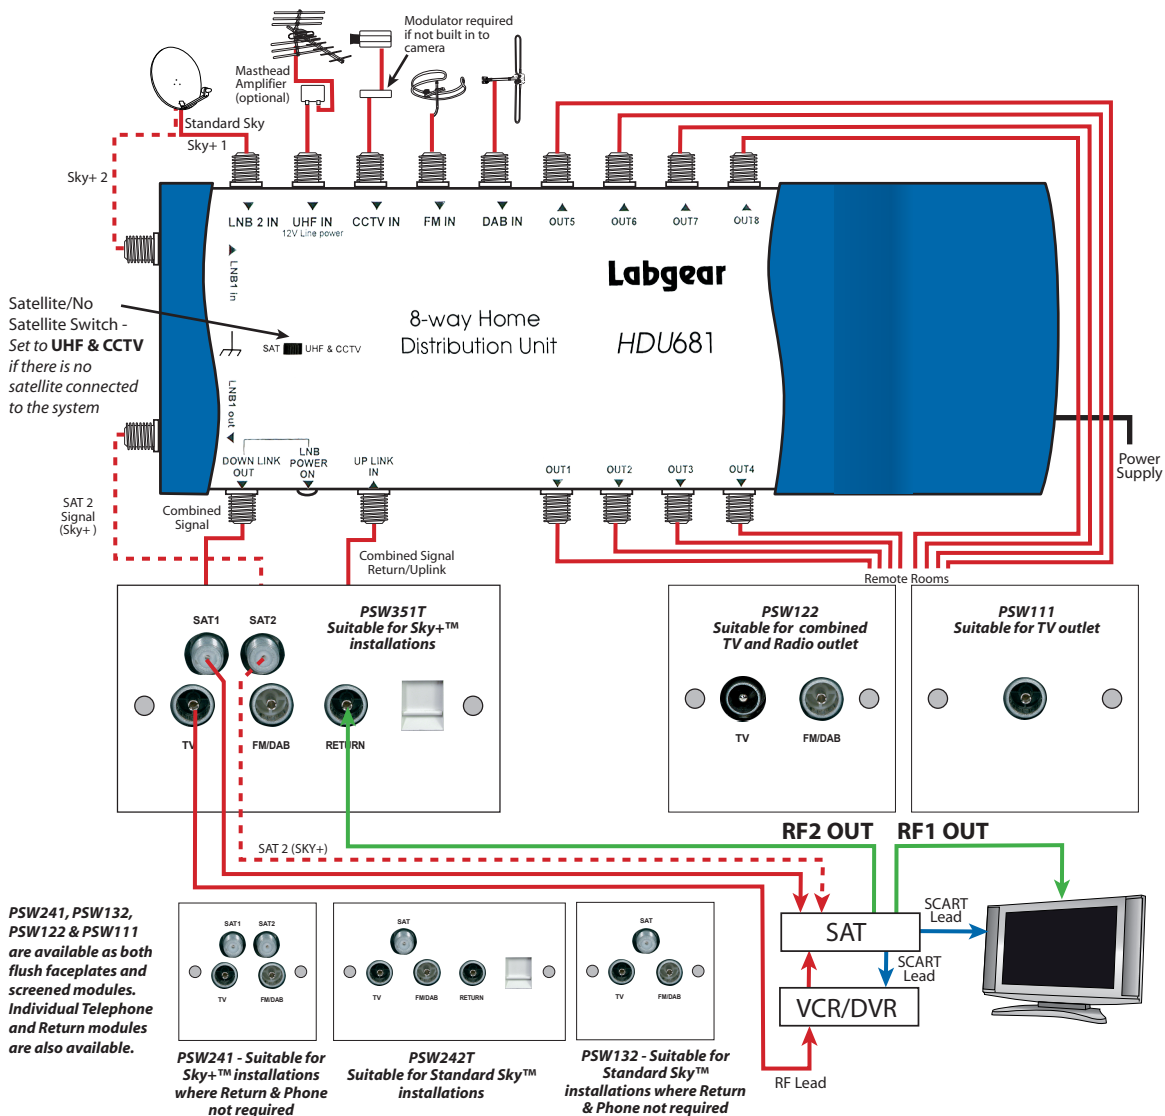 Modulator required
if not built in to
camera
Masthead
Amplifier
(optional)
Standard Sky
Sky+ 1
Sky+ 2
LNB 2 IN
UHF IN
12V Line power
CCTV IN
FM IN
DAB IN
OUT5
OUT6
OUT7
OUT8
LNB1 in
Labgear
8-way Home
Distribution Unit
HDU681
Satellite/No
Satellite Switch -
Set to UHF & CCTV
if there is no
satellite connected
to the system
SAT
UHF & CCTV
LNB1 out
DOWN LINK
OUT
LNB
POWER
ON
UP LINK
IN
OUT1
OUT2
OUT3
OUT4
Power
Supply
SAT 2
Signal
(Sky+ )
Combined
Signal
Combined Signal
Return/Uplink
Remote Rooms
PSW351T
Suitable for Sky+™
installations
SAT1
SAT2
TV
FM/DAB
RETURN
PSW122
Suitable for combined
TV and Radio outlet
TV
FM/DAB
PSW111
Suitable for TV outlet
RF2 OUT
RF1 OUT
SAT 2 (SKY+)
SCART
Lead
SAT
SCART
Lead
VCR/DVR
RF Lead
PSW241, PSW132,
PSW122 & PSW111
are available as both
flush faceplates and
screened modules.
Individual Telephone
and Return modules
are also available.
SAT1
SAT2
TV
FM/DAB
PSW241 - Suitable for
Sky+™ installations
where Return & Phone
not required
SAT
TV
FM/DAB
RETURN
PSW242T
Suitable for Standard Sky™
installations
SAT
TV
FM/DAB
PSW132 - Suitable for
Standard Sky™
installations where Return
& Phone not required